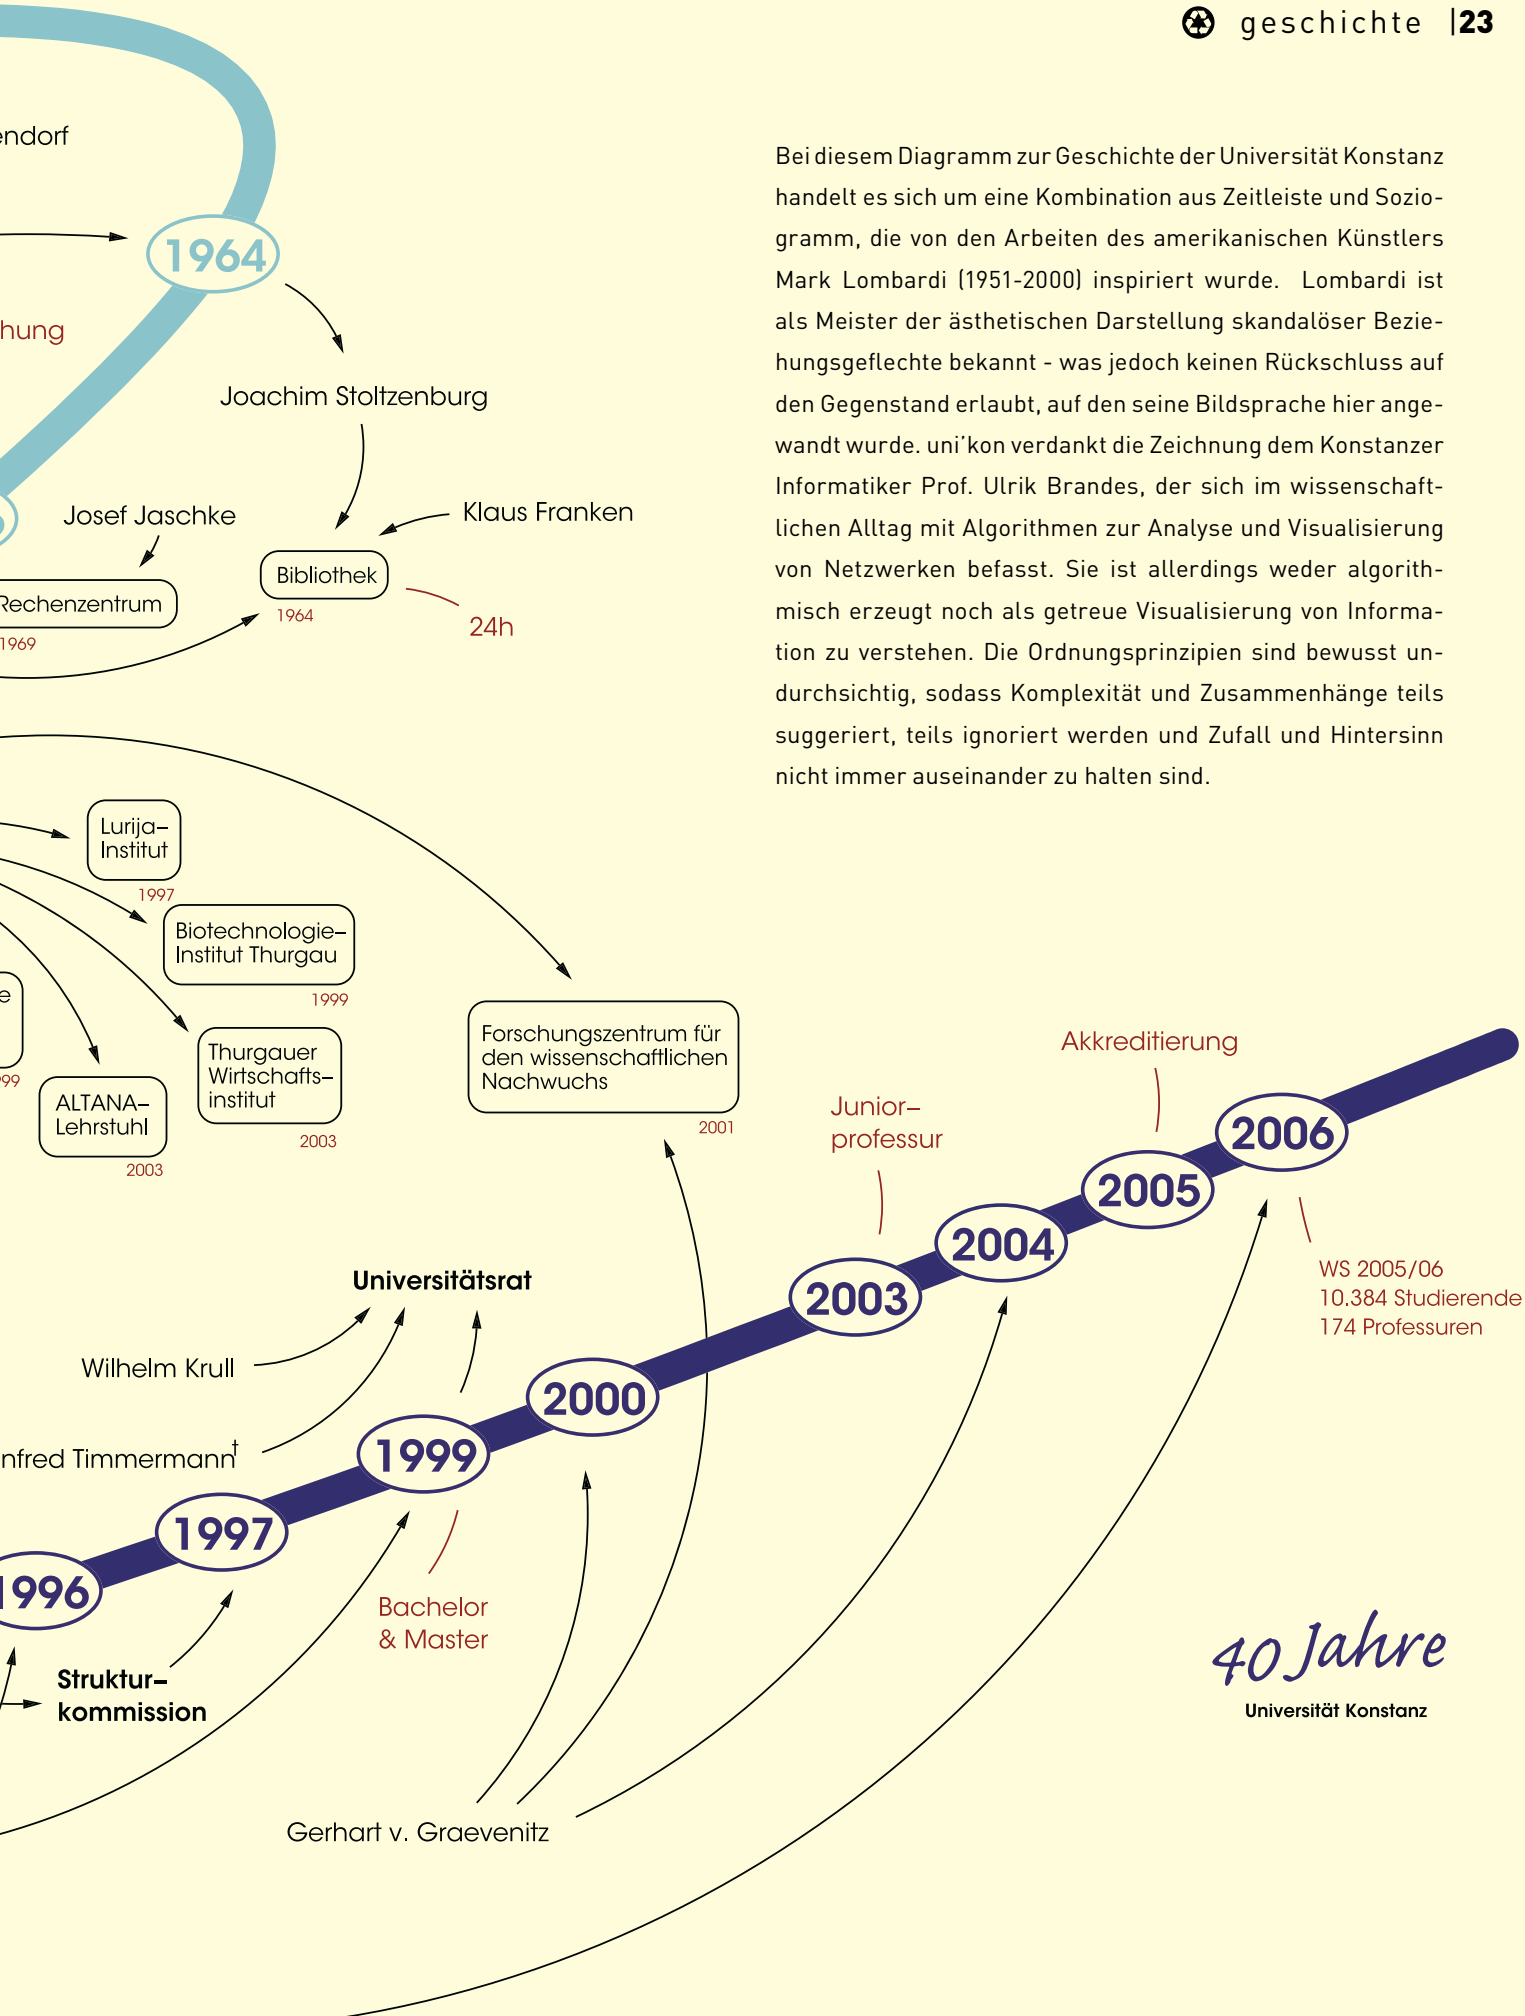 geschichte |23
endorf
Bei diesem Diagramm zur Geschichte der Universität Konstanz
handelt es sich um eine Kombination aus Zeitleiste und Sozio-
gramm, die von den Arbeiten des amerikanischen Künstlers
Mark Lombardi (1951-2000) inspiriert wurde. Lombardi ist
als Meister der ästhetischen Darstellung skandalöser Bezie-
hungsgeflechte bekannt - was jedoch keinen Rückschluss auf
den Gegenstand erlaubt, auf den seine Bildsprache hier ange-
wandt wurde. uni’kon verdankt die Zeichnung dem Konstanzer
Informatiker Prof. Ulrik Brandes, der sich im wissenschaft-
lichen Alltag mit Algorithmen zur Analyse und Visualisierung
von Netzwerken befasst. Sie ist allerdings weder algorith-
misch erzeugt noch als getreue Visualisierung von Informa-
tion zu verstehen. Die Ordnungsprinzipien sind bewusst un-
durchsichtig, sodass Komplexität und Zusammenhänge teils
suggeriert, teils ignoriert werden und Zufall und Hintersinn
nicht immer auseinander zu halten sind.
1964
hung
Joachim Stoltzenburg
Josef Jaschke
Klaus Franken
Bibliothek
1964
24h
Rechenzentrum
1969
Lurija–
Institut
1997
Biotechnologie–
Institut Thurgau
1999
e
999
Thurgauer
Wirtschafts–
institut
2003
ALTANA–
Lehrstuhl
2003
Forschungszentrum für
den wissenschaftlichen
Nachwuchs
2001
Akkreditierung
Junior–
professur
2006
2005
2004
2003
WS 2005/06
10.384 Studierende
174 Professuren
Universitätsrat
Wilhelm Krull
2000
nfred Timmermann†
1999
1997
1996
Bachelor
& Master
Struktur–
kommission
Gerhart v. Graevenitz
40 Jahre
Universität Konstanz